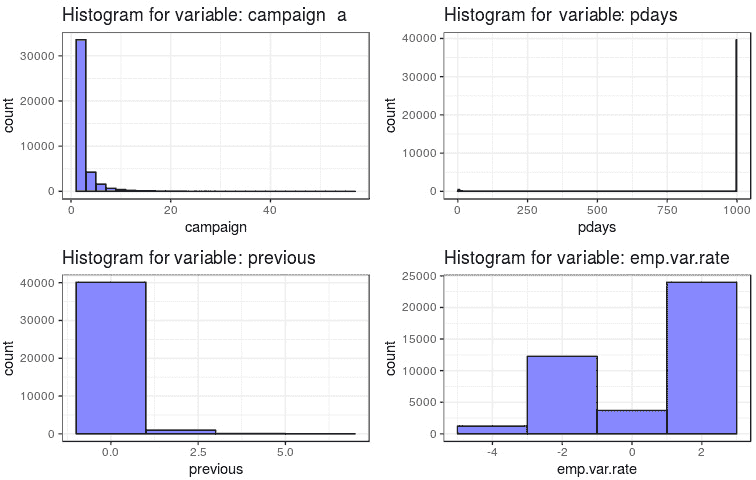 Histogram for variable: campaign a
30000
20000
10000
0
count
0 20 40
campaign
Histogram for variable: pdays
40000
30000
20000
10000
0
count
0 250 500 750 1000
pdays
Histogram for variable: previous
40000
30000
20000
10000
0
count
0.0 2.5 5.0
previous
Histogram for variable: emp.var.rate
25000
20000
15000
10000
5000
0
count
-4 -2 0 2
emp.var.rate